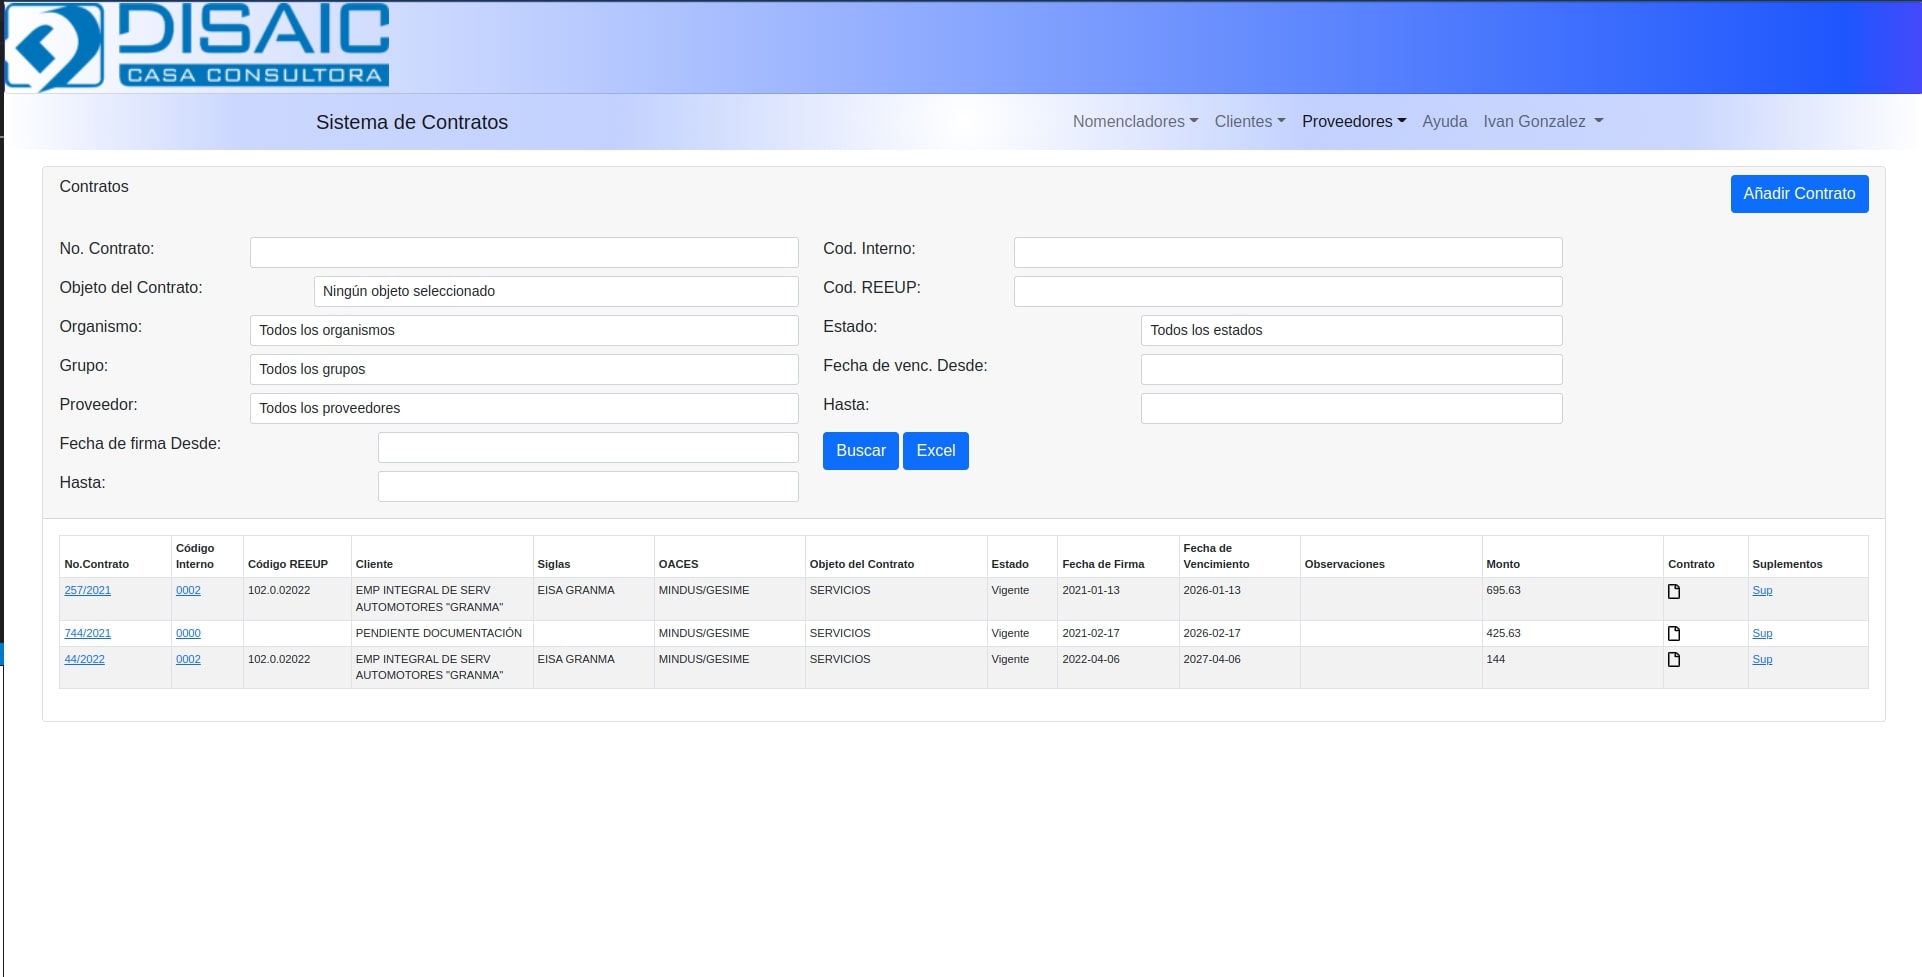 DISAIC
CASA CONSULTORA
Sistema de Contratos
Nomencladores Clientes Proveedores Ayuda Ivan Gonzalez
Contratos
Añadir Contrato
No. Contrato:
Cod. Interno:
Objeto del Contrato: Ningún objeto seleccionado
Cod. REEUP:
Organismo: Todos los organismos
Estado: Todos los estados
Grupo: Todos los grupos
Fecha de venc. Desde:
Proveedor: Todos los proveedores
Hasta:
Fecha de firma Desde:
Buscar Excel
Hasta:
No.Contrato Código Interno Código REEUP Cliente Siglas OACES Objeto del Contrato Estado Fecha de Firma Fecha de Vencimiento Observaciones Monto Contrato Suplementos
257/2021 0002 102.0.02022 EMP INTEGRAL DE SERV AUTOMOTORES "GRANMA" EISA GRANMA MINDUS/GESIME SERVICIOS Vigente 2021-01-13 2026-01-13 695.63 Sup
744/2021 0000 PENDIENTE DOCUMENTACIÓN MINDUS/GESIME SERVICIOS Vigente 2021-02-17 2026-02-17 425.63 Sup
44/2022 0002 102.0.02022 EMP INTEGRAL DE SERV AUTOMOTORES "GRANMA" EISA GRANMA MINDUS/GESIME SERVICIOS Vigente 2022-04-06 2027-04-06 144 Sup